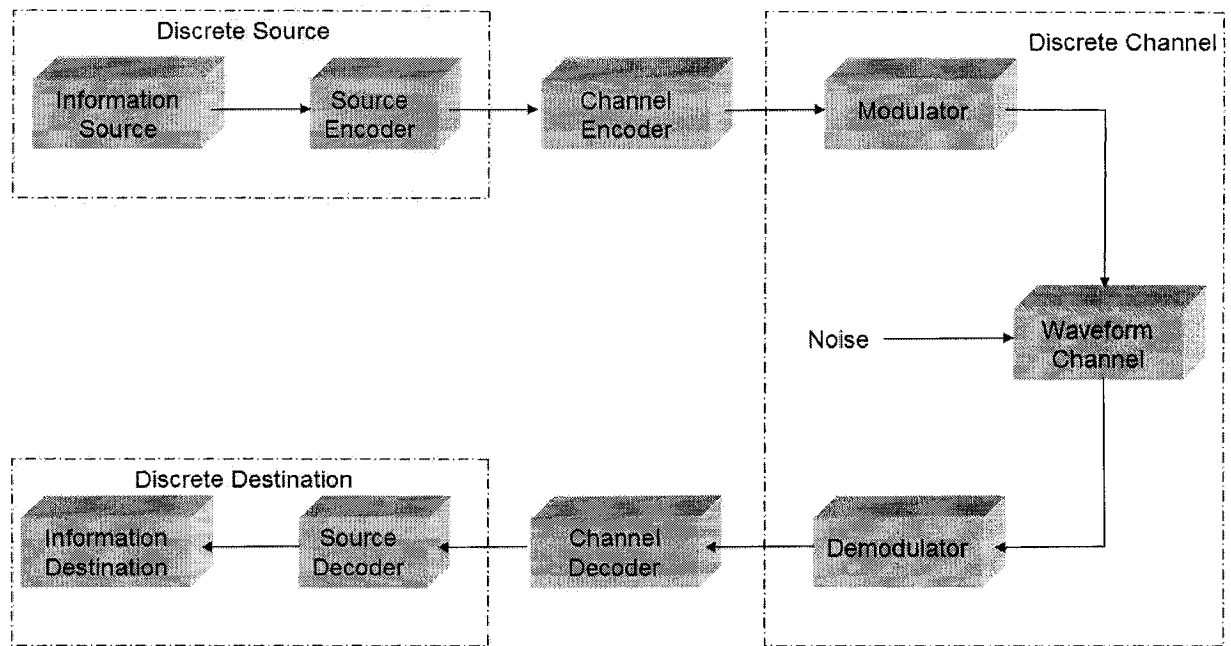 Discrete Source
Discrete Channel
Information
Source
Source
Encoder
Channel
Encoder
Modulator
Noise
Waveform
Channel
Discrete Destination
Information
Destination
Source
Decoder
Channel
Decoder
Demodulator